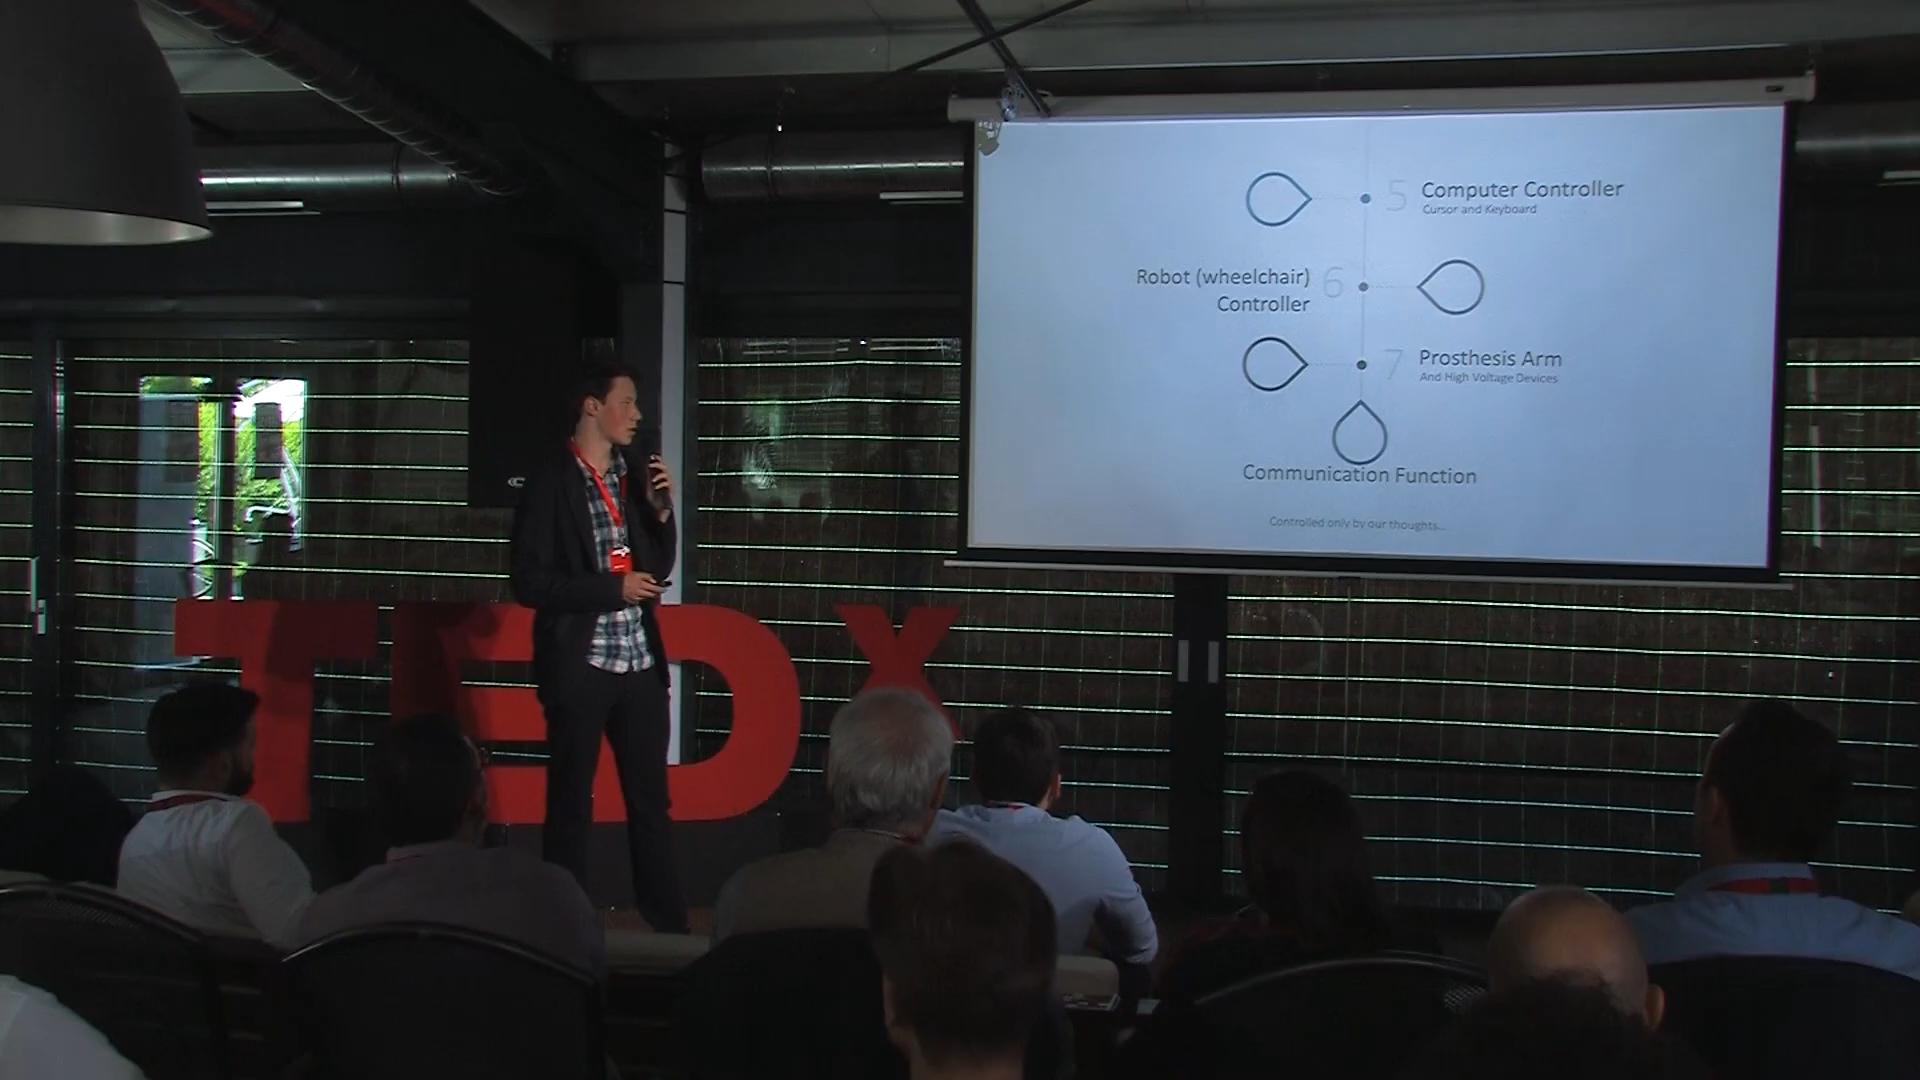 5 Computer Controller
Cursor and Keyboard
Robot (wheelchair) 6
Controller
7 Prosthesis Arm
And High Voltage Devices
Communication Function
Controlled only by our thoughts...
TEDx